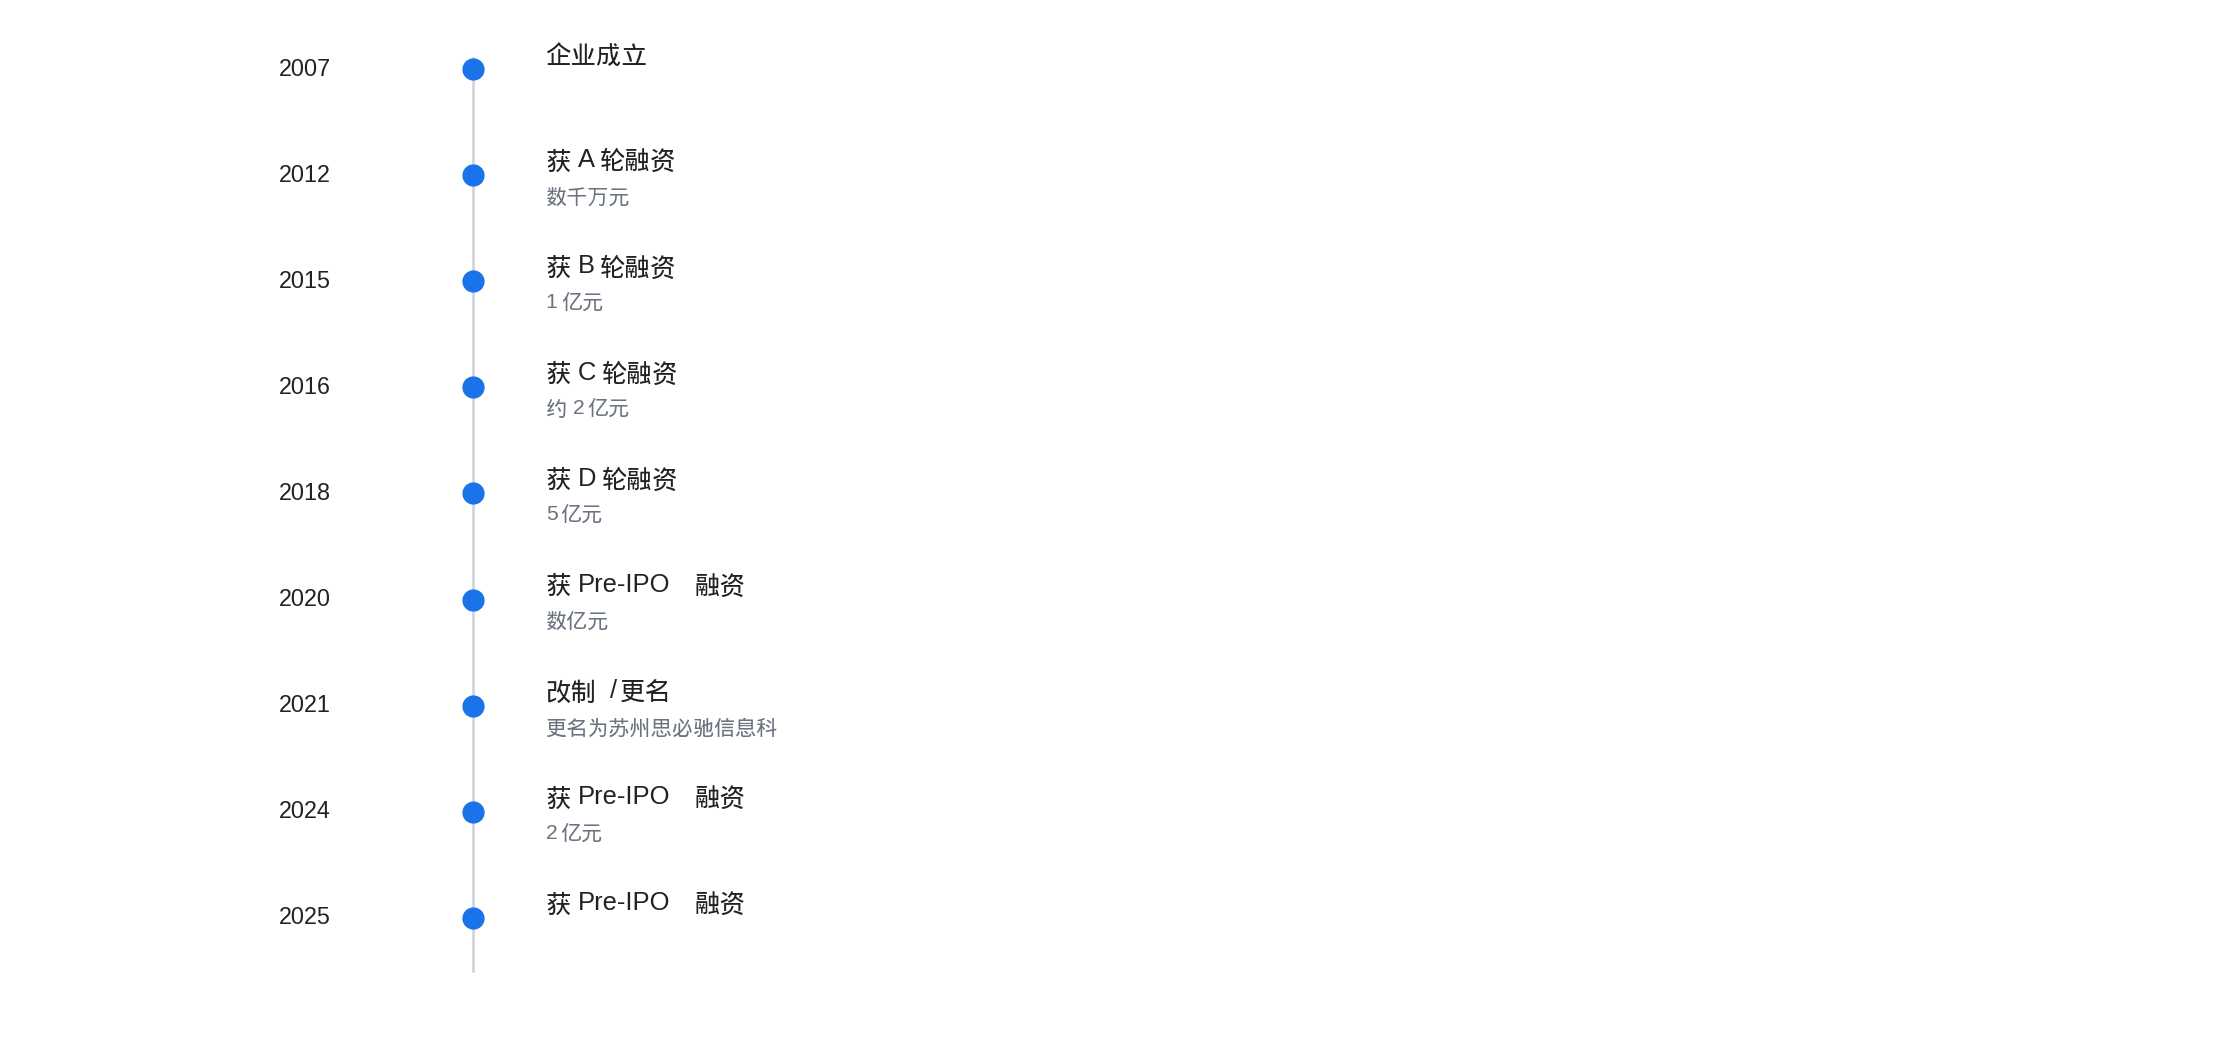 2007
企业成立
2012
获 A 轮融资
数千万元
2015
获 B 轮融资
1 亿元
2016
获 C 轮融资
约 2 亿元
2018
获 D 轮融资
5 亿元
2020
获 Pre-IPO 融资
数亿元
2021
改制 / 更名
更名为苏州思必驰信息科
2024
获 Pre-IPO 融资
2 亿元
2025
获 Pre-IPO 融资